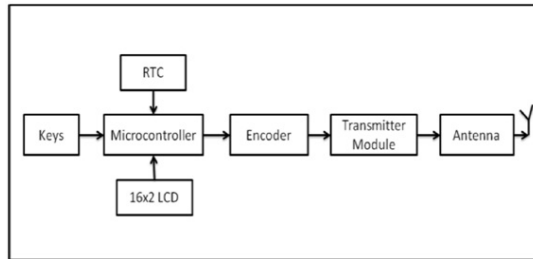 RTC
Keys
Microcontroller
Encoder
Transmitter
Module
Antenna
16x2 LCD